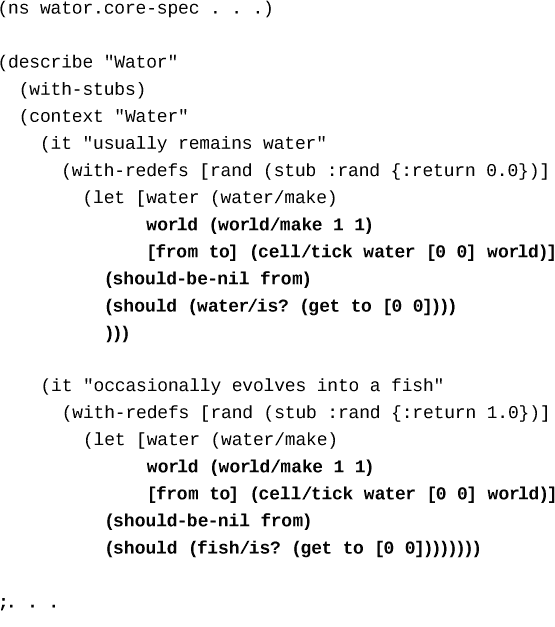 (ns wator.core-spec . . .)

(describe "Wator"
  (with-stubs)
  (context "Water"
    (it "usually remains water"
      (with-redefs [rand (stub :rand {:return 0.0})]
        (let [water (water/make)
              world (world/make 1 1)
              [from to] (cell/tick water [0 0] world)]
          (should-be-nil from)
          (should (water/is? (get to [0 0])))
          )))

    (it "occasionally evolves into a fish"
      (with-redefs [rand (stub :rand {:return 1.0})]
        (let [water (water/make)
              world (world/make 1 1)
              [from to] (cell/tick water [0 0] world)]
          (should-be-nil from)
          (should (fish/is? (get to [0 0]))))))))

;. . .